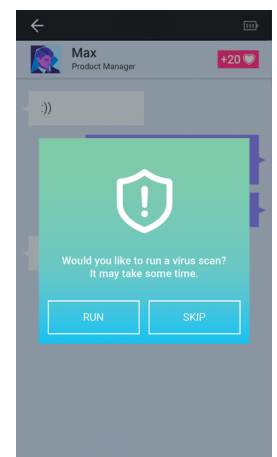 Max
Product Manager
+20
:))
Would you like to run a virus scan?
It may take some time.
RUN
SKIP